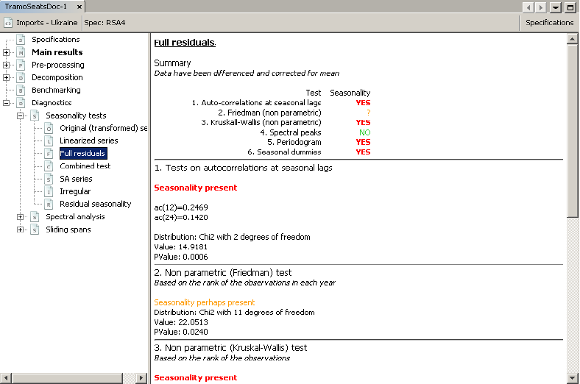 TramoSeatsDoc-1
Imports - Ukraine Spec: RSA4 Specifications
Specifications
Main results
Pre-processing
Decomposition
Benchmarking
Diagnostics
Seasonality tests
Original (transformed) se
Linearized series
Full residuals
Combined test
SA series
Irregular
Residual seasonality
Spectral analysis
Sliding spans
Full residuals.
Summary
Data have been differenced and corrected for mean
Test Seasonality
1. Auto-correlations at seasonal lags YES
2. Friedman (non parametric) ?
3. Kruskall-Wallis (non parametric) YES
4. Spectral peaks NO
5. Periodogram YES
6. Seasonal dummies YES
1. Tests on autocorrelations at seasonal lags
Seasonality present
ac(12)=0.2469
ac(24)=0.1420
Distribution: Chi2 with 2 degrees of freedom
Value: 14.9181
PValue: 0.0006
2. Non parametric (Friedman) test
Based on the rank of the observations in each year
Seasonality perhaps present
Distribution: Chi2 with 11 degrees of freedom
Value: 22.0513
PValue: 0.0240
3. Non parametric (Kruskall-Wallis) test
Based on the rank of the observations
Seasonality present